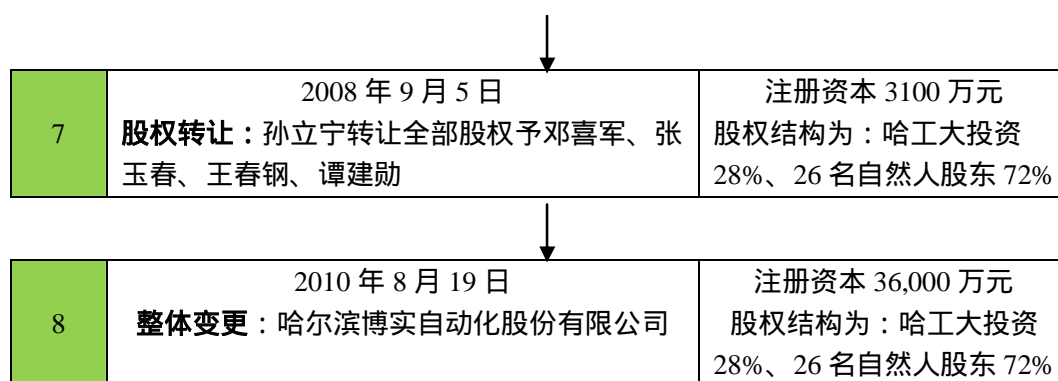 7
2008 年 9 月 5 日
股权转让：孙立宁转让全部股权予邓喜军、张
玉春、王春钢、谭建勋
注册资本 3100 万元
股权结构为：哈工大投资
28%、26 名自然人股东 72%
8
2010 年 8 月 19 日
整体变更：哈尔滨博实自动化股份有限公司
注册资本 36,000 万元
股权结构为：哈工大投资
28%、26 名自然人股东 72%